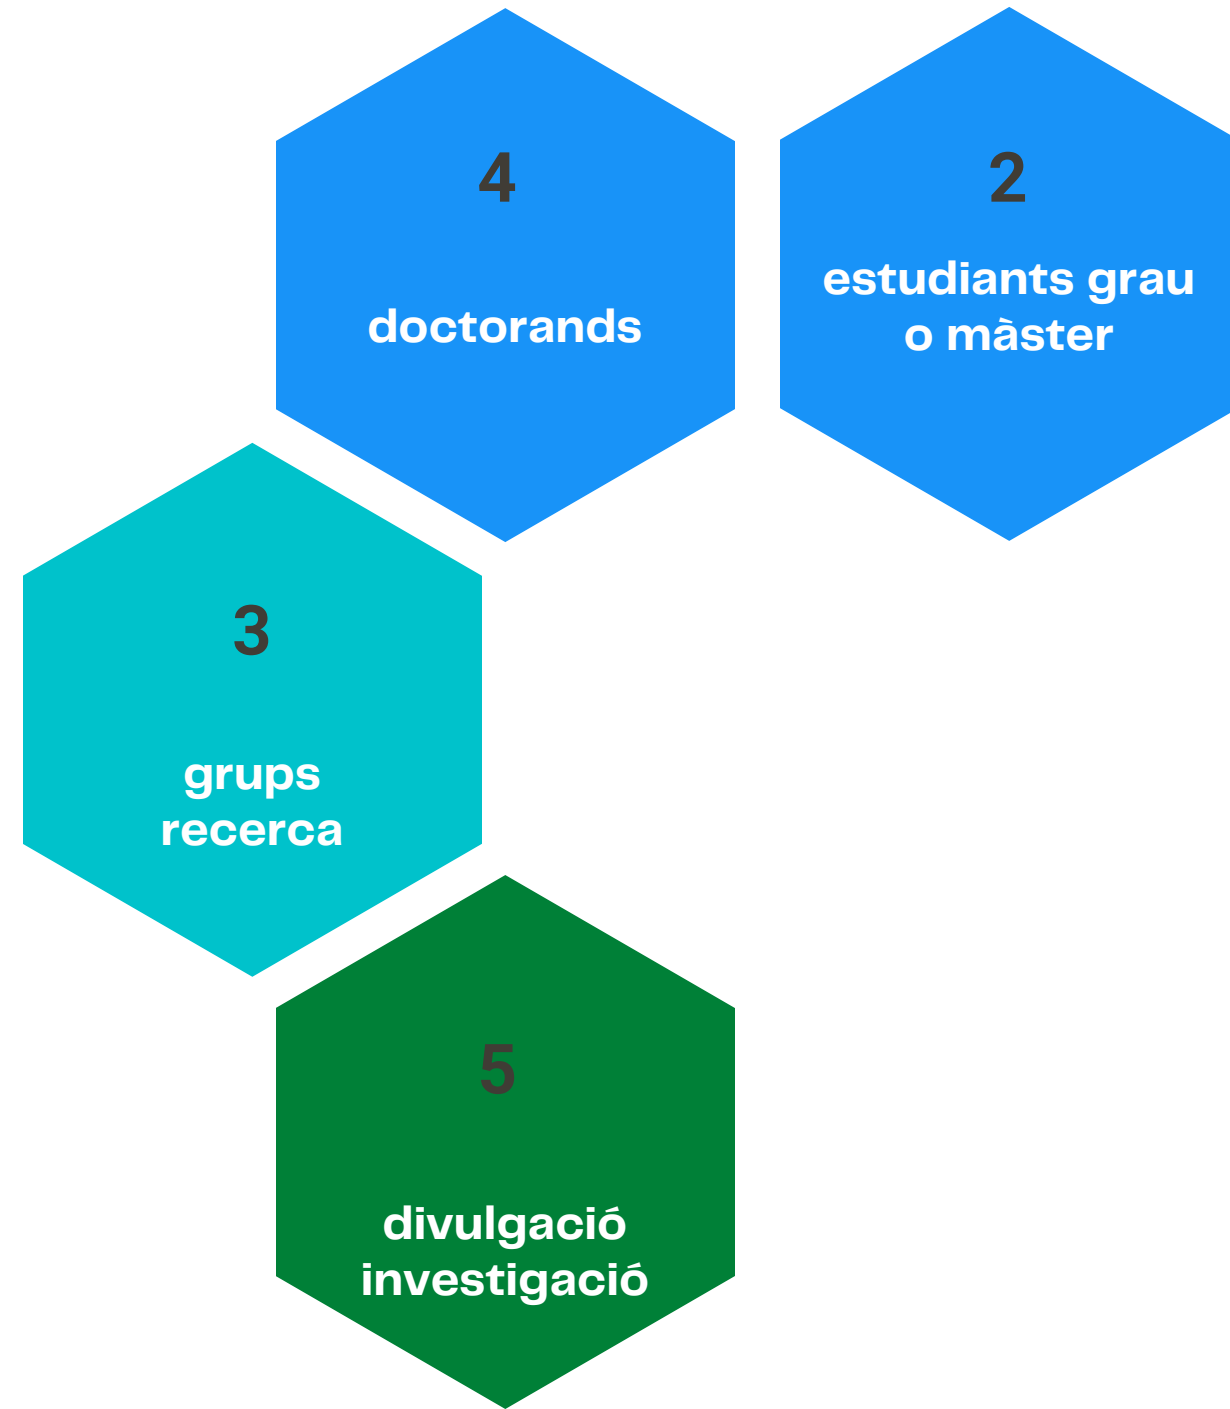 4
doctorands
2
estudiants grau
o màster
3
grups
recerca
5
divulgació
investigació